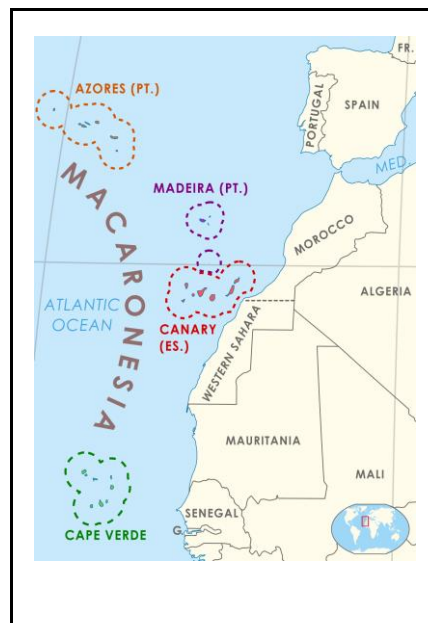 FR.
AZORES (PT.)
PORTUGAL
SPAIN
MED.
MACARONESIA
MADEIRA (PT.)
MOROCCO
ALGERIA
ATLANTIC
OCEAN
CANARY
(ES.)
WESTERN SAHARA
MAURITANIA
MALI
SENEGAL
G.
CAPE VERDE